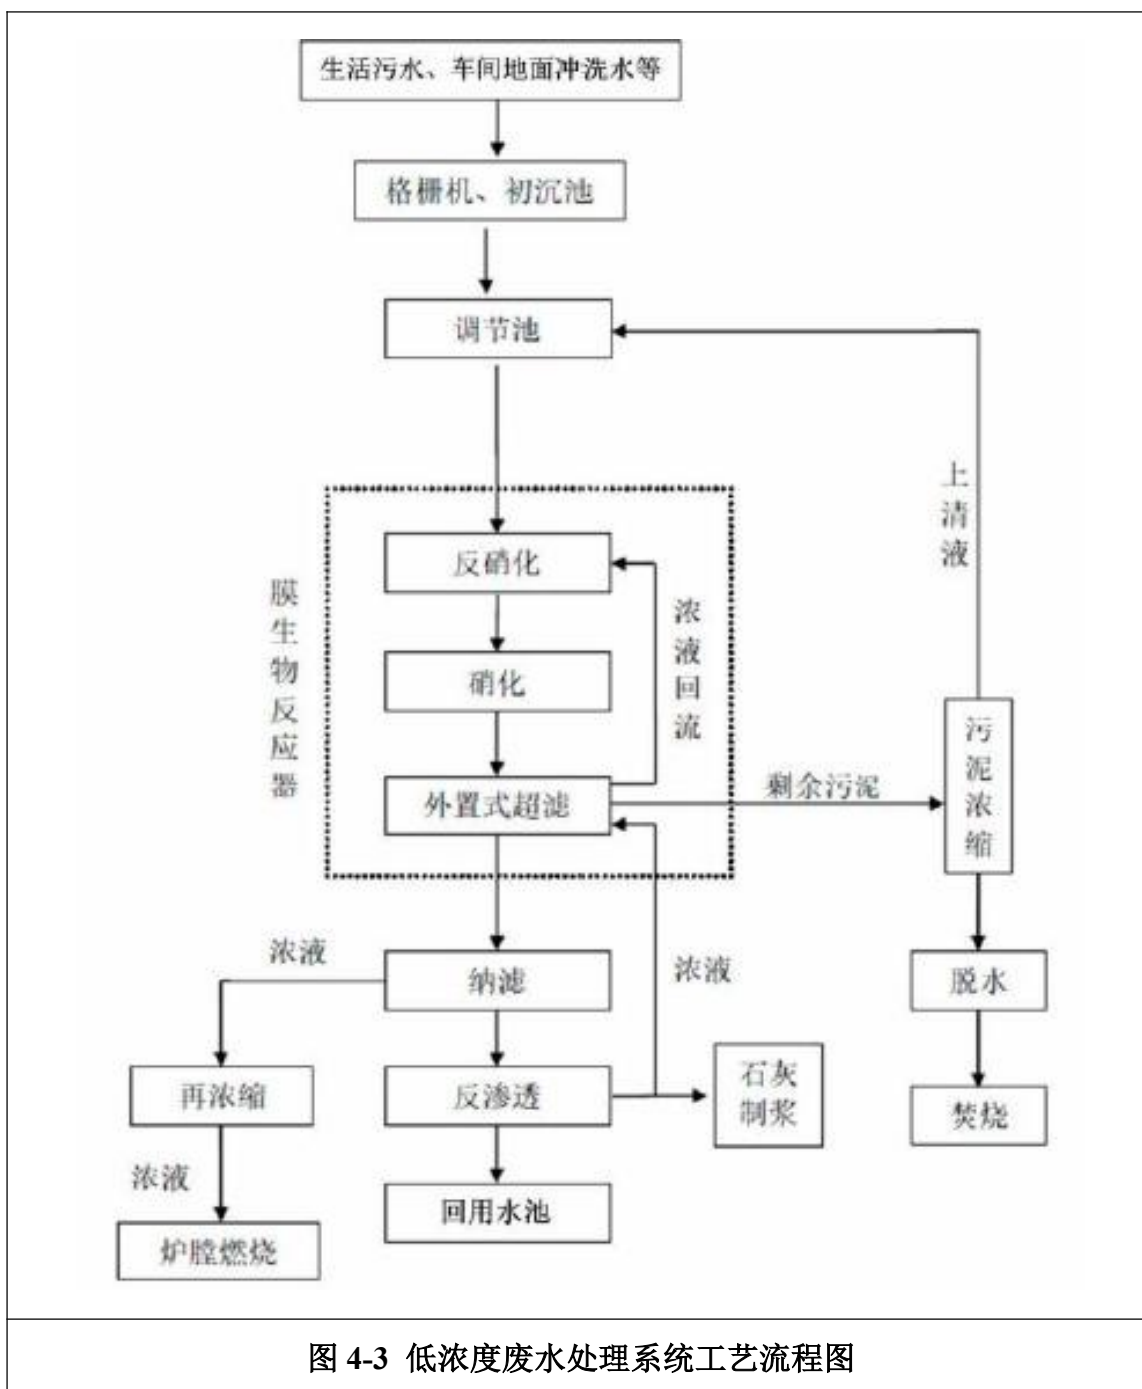 生活污水、车间地面冲洗水等
格栅机、初沉池
调节池
上清液
膜生物反应器
反硝化
浓液回流
硝化
外置式超滤
剩余污泥
污泥浓缩
浓液
纳滤
浓液
脱水
再浓缩
反渗透
石灰
制浆
焚烧
浓液
回用水池
炉膛燃烧
图 4-3 低浓度废水处理系统工艺流程图